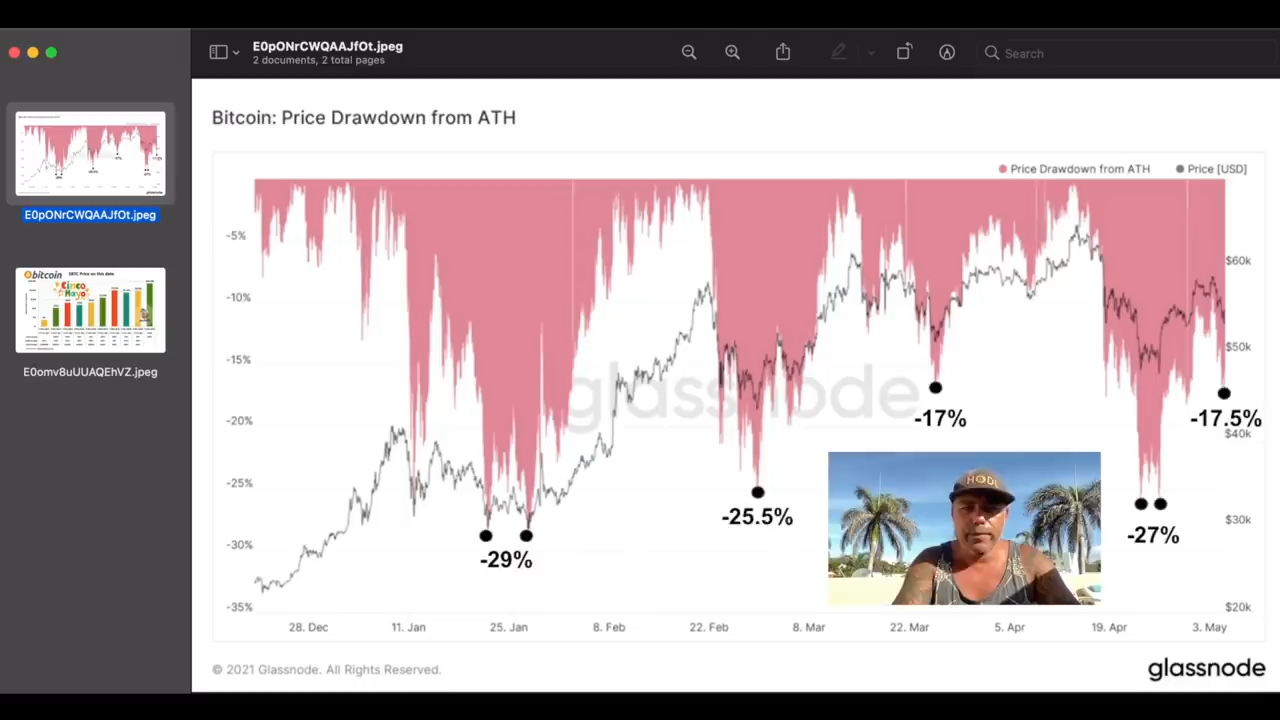 E0pONrCWQAAJfOt.jpeg
2 documents, 2 total pages
Search
E0pONrCWQAAJfOt.jpeg
bitcoin
Cinco
Mayo
E0omv8uUUAQEhVZ.jpeg
Bitcoin: Price Drawdown from ATH
Price Drawdown from ATH
Price [USD]
-5%
-10%
-15%
-20%
-25%
-30%
-35%
$60k
$50k
$40k
$30k
$20k
glassnode
-29%
-25.5%
-17%
-27%
-17.5%
HODL
28. Dec
11. Jan
25. Jan
8. Feb
22. Feb
8. Mar
22. Mar
5. Apr
19. Apr
3. May
© 2021 Glassnode. All Rights Reserved.
glassnode